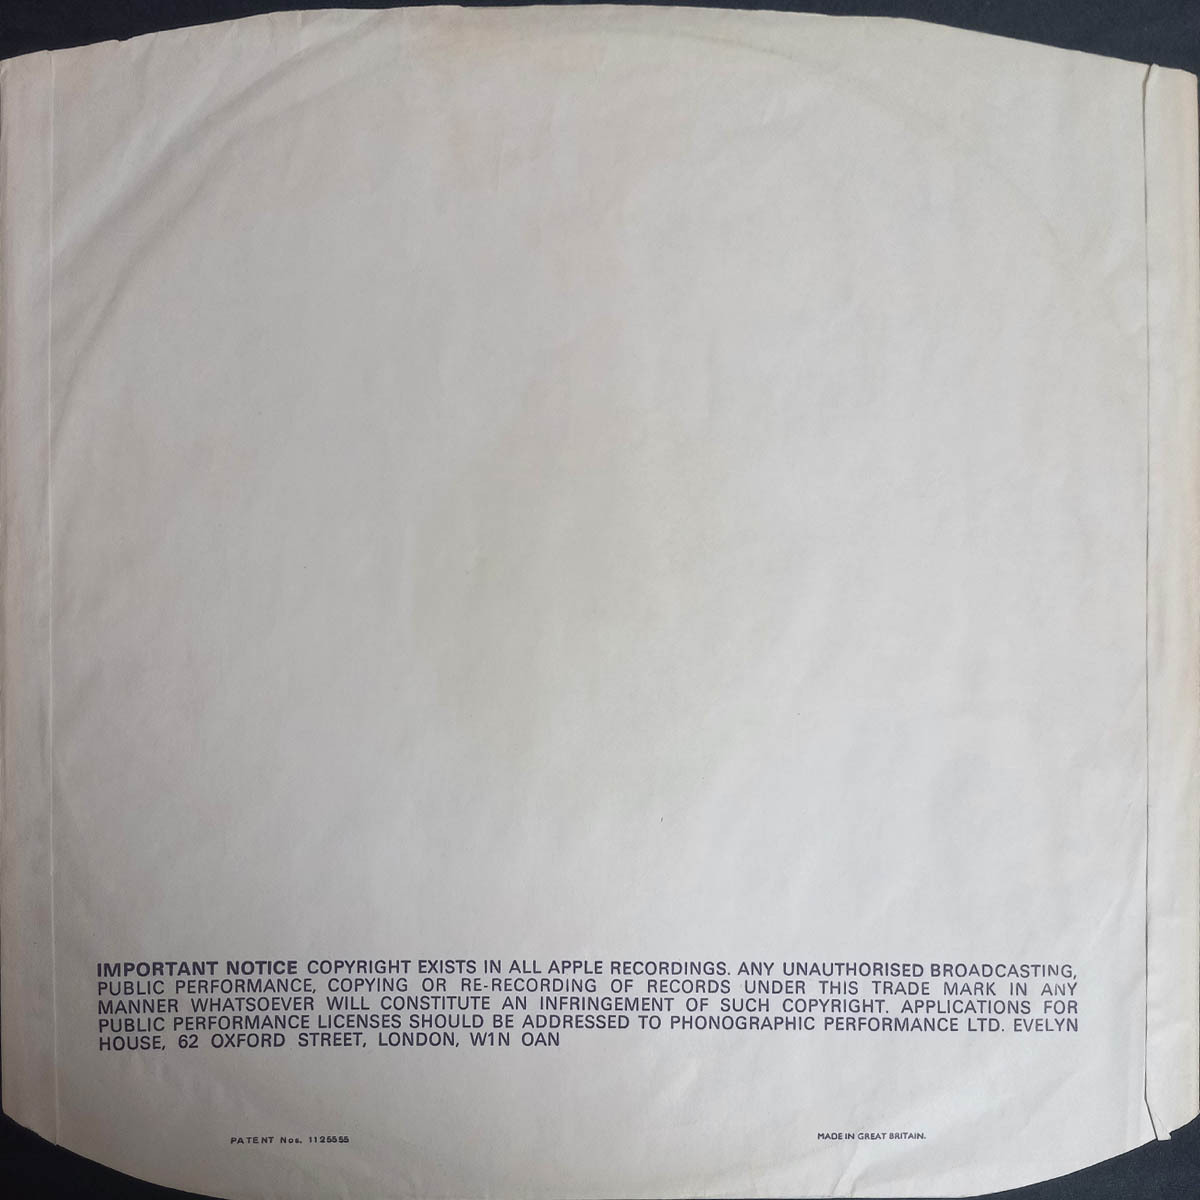 IMPORTANT NOTICE COPYRIGHT EXISTS IN ALL APPLE RECORDINGS. ANY UNAUTHORISED BROADCASTING,
PUBLIC PERFORMANCE, COPYING OR RE-RECORDING OF RECORDS UNDER THIS TRADE MARK IN ANY
MANNER WHATSOEVER WILL CONSTITUTE AN INFRINGEMENT OF SUCH COPYRIGHT. APPLICATIONS FOR
PUBLIC PERFORMANCE LICENSES SHOULD BE ADDRESSED TO PHONOGRAPHIC PERFORMANCE LTD. EVELYN
HOUSE, 62 OXFORD STREET, LONDON, W1N OAN
PATENT Nos. 1125555
MADE IN GREAT BRITAIN.